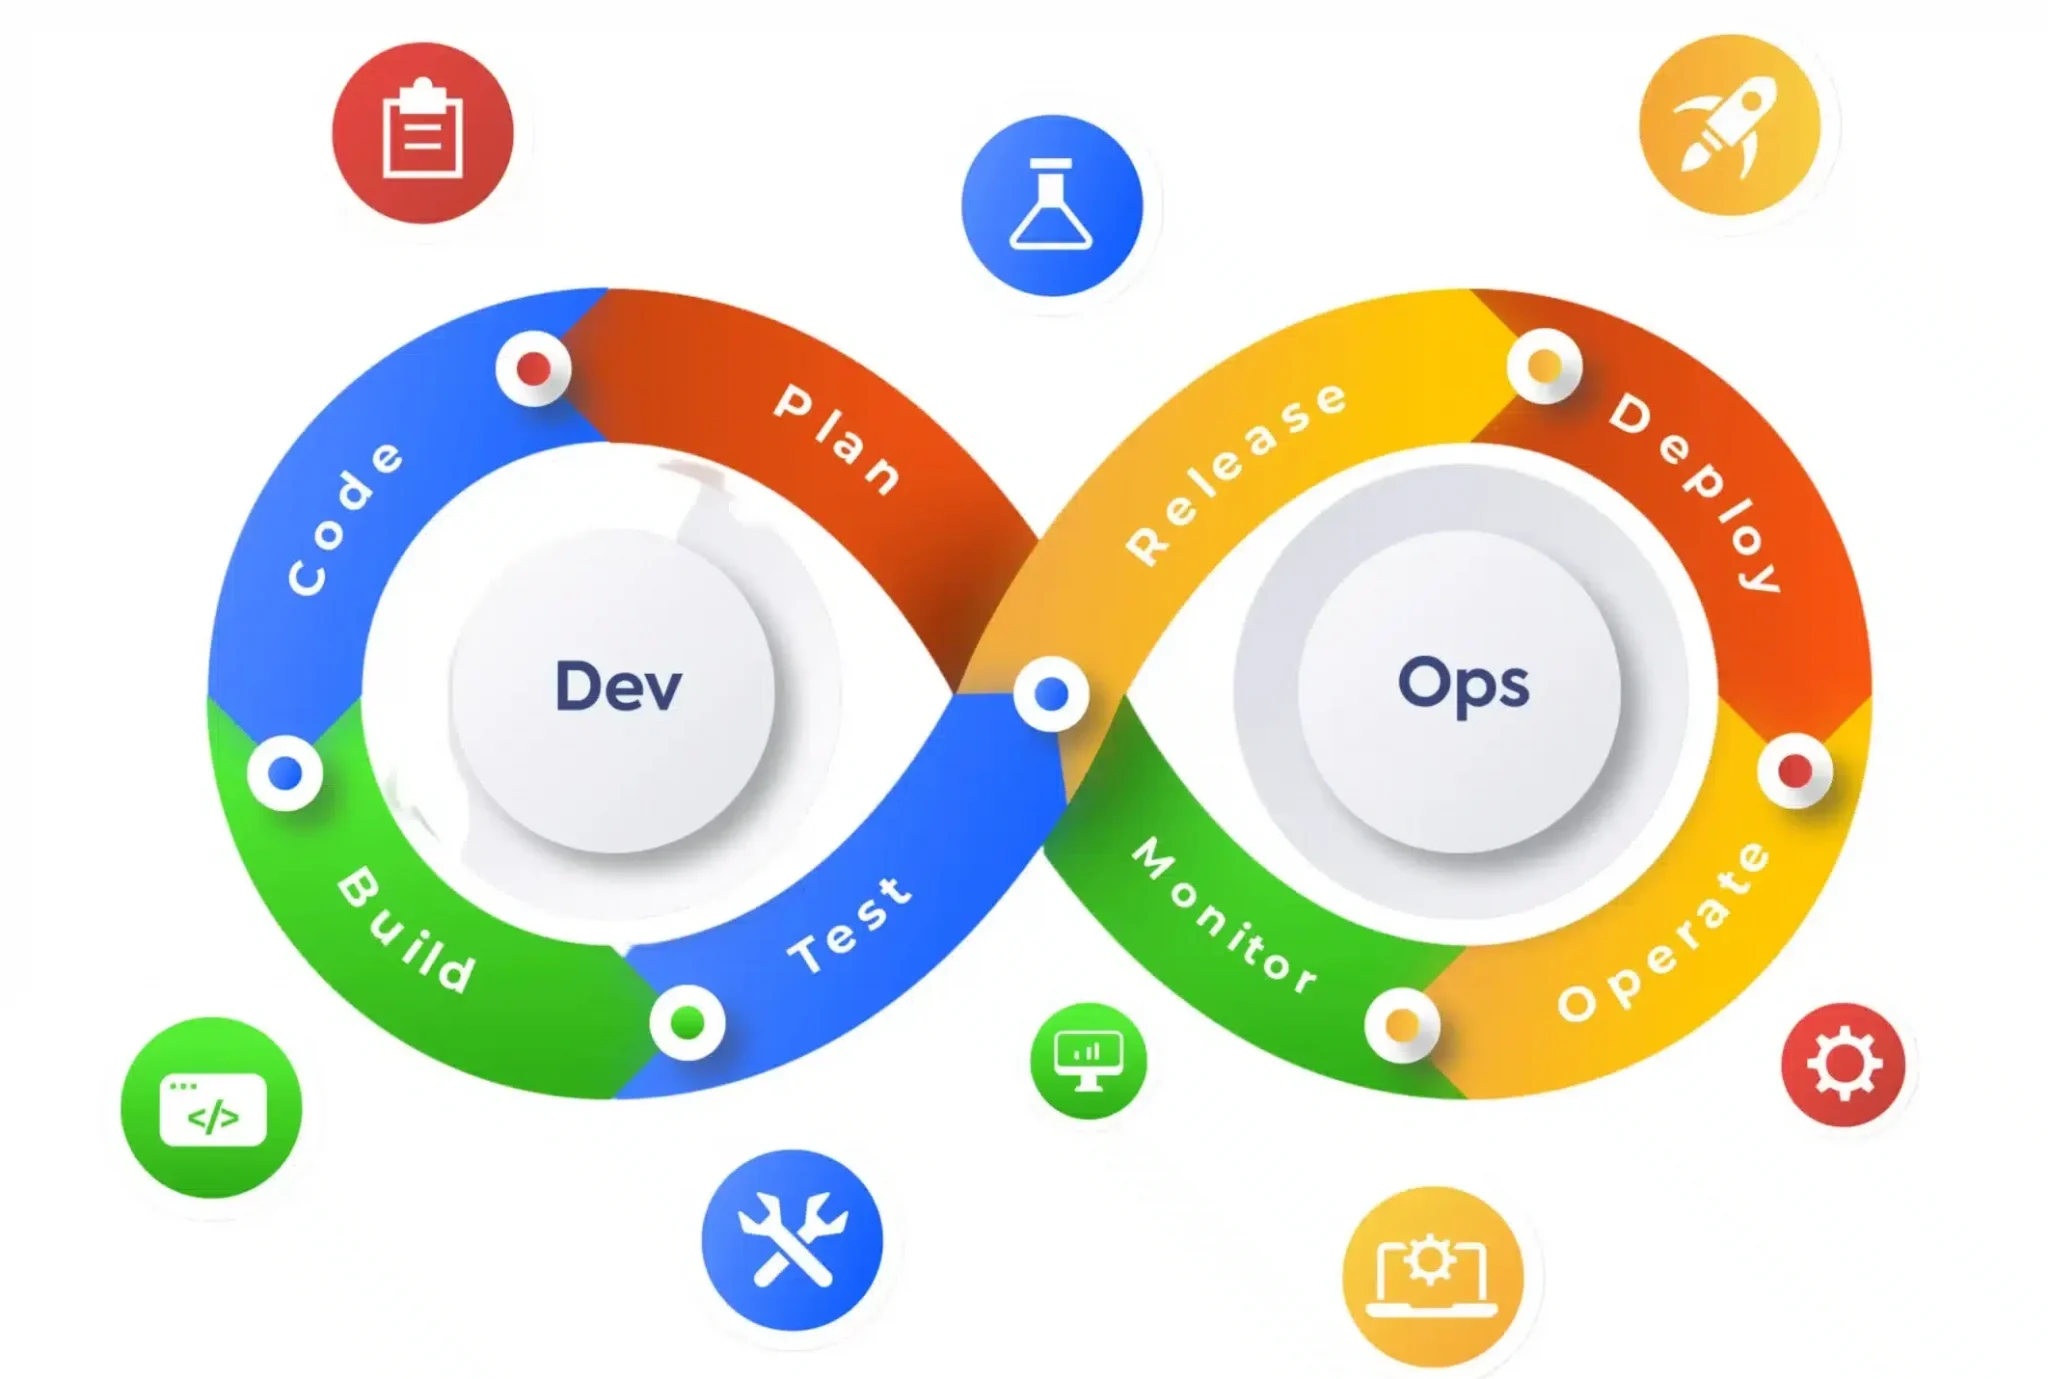 Plan
Code
Build
Test
Release
Deploy
Operate
Monitor
Dev
Ops
</>